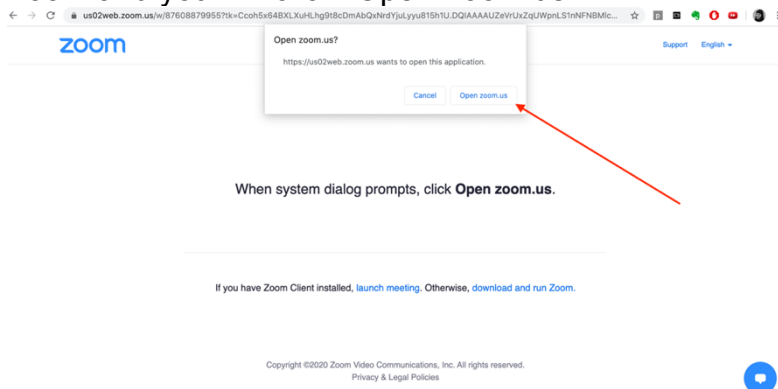 us02web.zoom.us/w/87608879955?tk=Ccoh5x64BXLXuHLhg9t8cDmAbQxNrdYjuLyyu815h1U.DQIAAAAUZeVrUxZqUWpnLS1nNFNBMlc...
zoom
Open zoom.us?
https://us02web.zoom.us wants to open this application.
Cancel Open zoom.us
Support English
When system dialog prompts, click Open zoom.us.
If you have Zoom Client installed, launch meeting. Otherwise, download and run Zoom.
Copyright ©2020 Zoom Video Communications, Inc. All rights reserved.
Privacy & Legal Policies